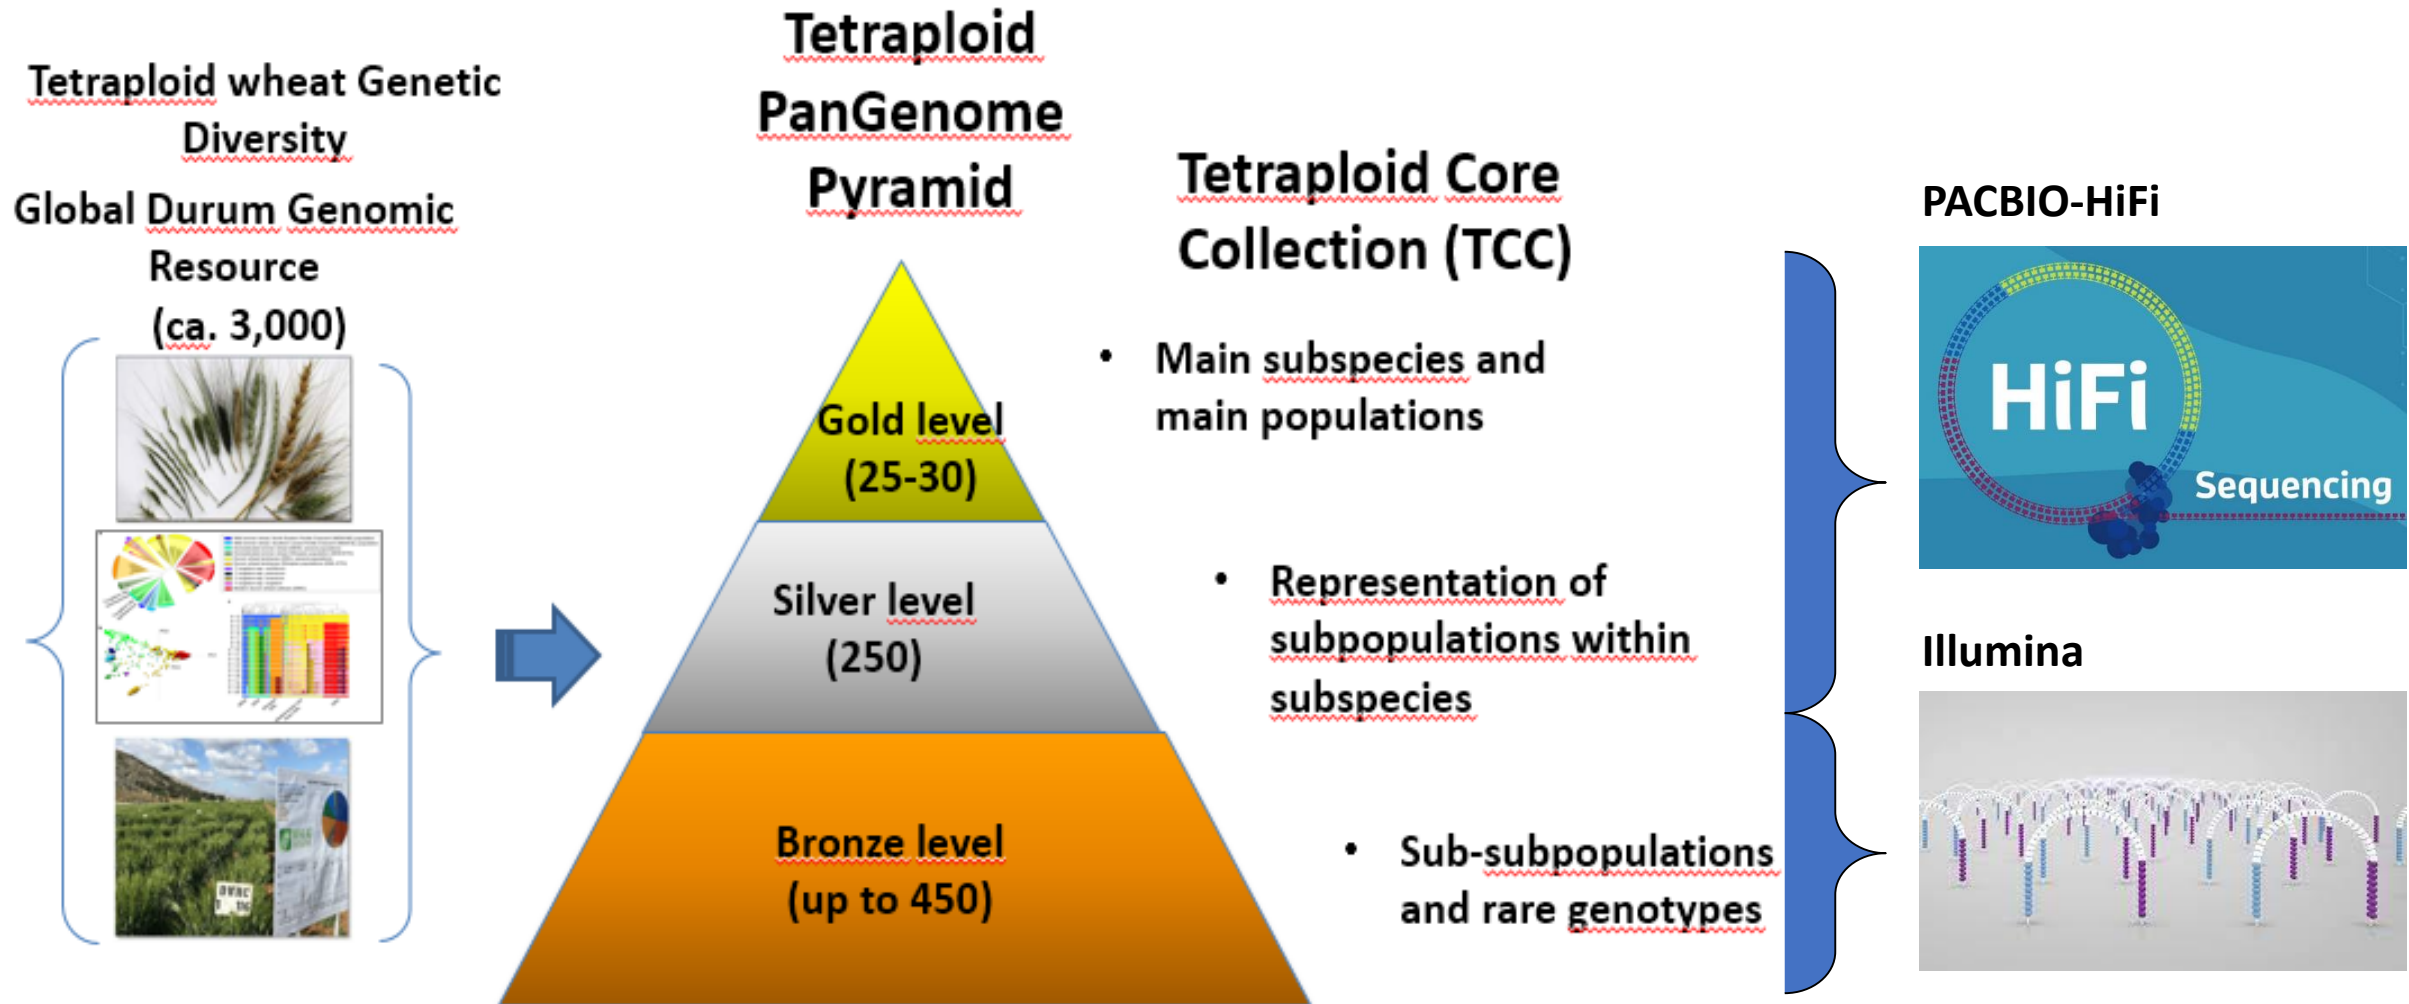 Tetraploid wheat Genetic
Diversity
Global Durum Genomic
Resource
(ca. 3,000)
Tetraploid
PanGenome
Pyramid
Gold level
(25-30)
Silver level
(250)
Bronze level
(up to 450)
Tetraploid Core
Collection (TCC)
• Main subspecies and
main populations
• Representation of
subpopulations within
subspecies
• Sub-subpopulations
and rare genotypes
PACBIO-HiFi
HiFi
Sequencing
Illumina